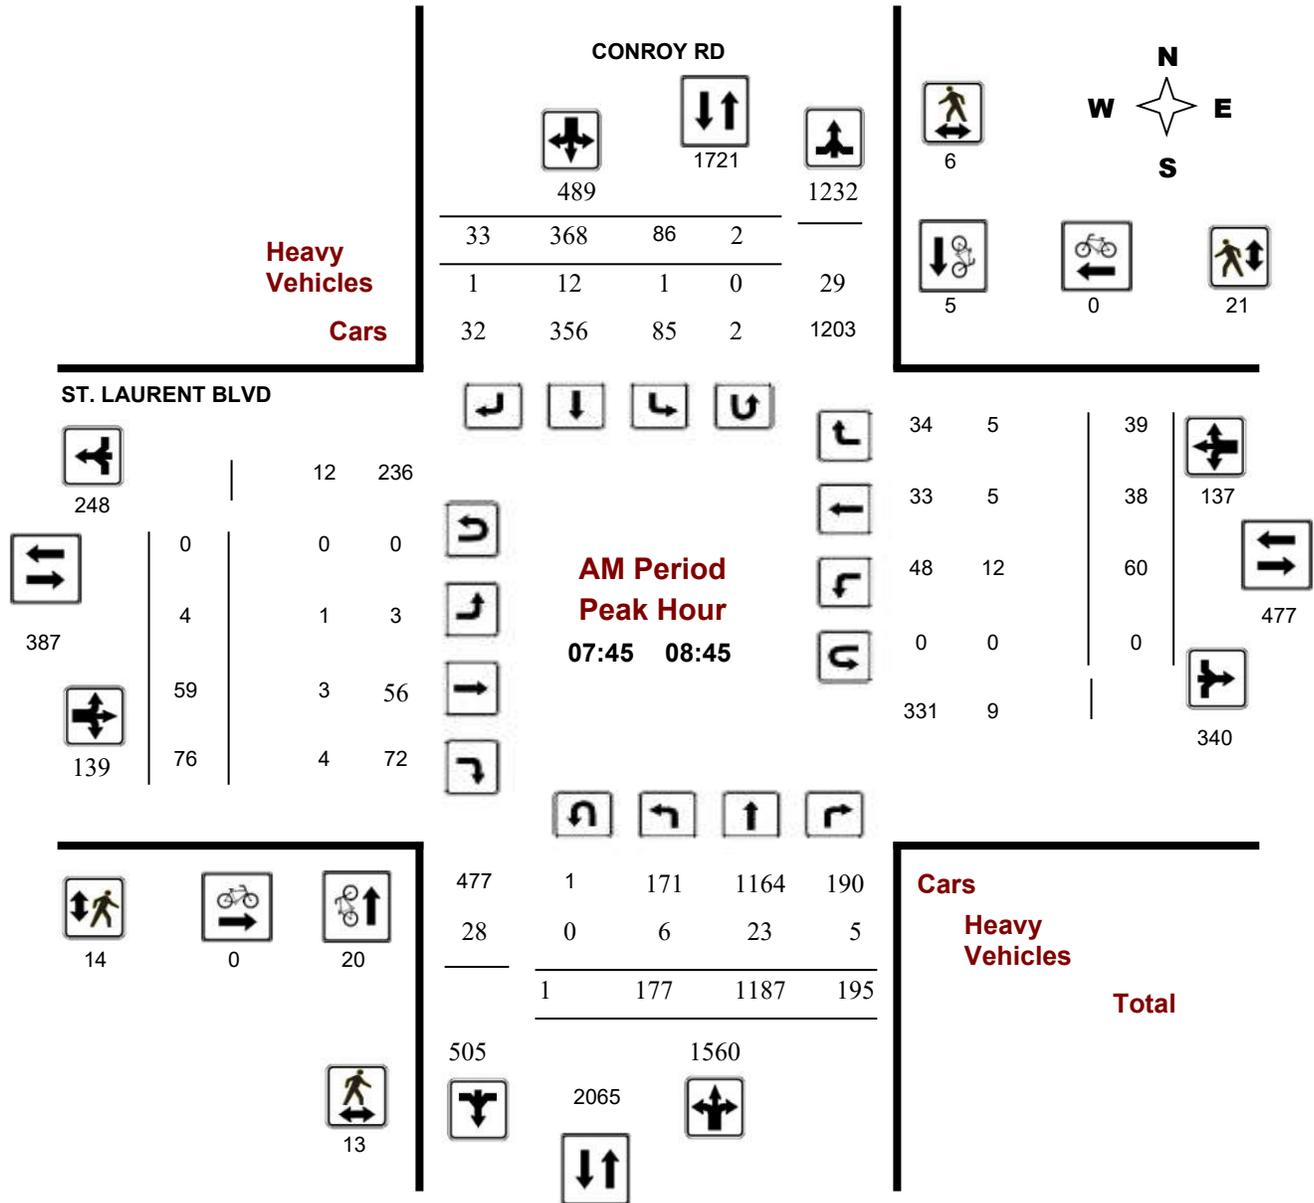 CONROY RD
N
W E
S
1721
6
489
1232
33 368 86 2
Heavy
Vehicles
1 12 1 0 29
5 0 21
Cars
32 356 85 2 1203
ST. LAURENT BLVD
34 5 39
12 236
248
33 5 38
137
0 0 0
AM Period
48 12 60
Peak Hour
4 1 3
477
387
07:45 08:45
0 0 0
59 3 56
331 9
340
76 4 72
139
477 1 171 1164 190
Cars
28 0 6 23 5
Heavy
Vehicles
14 0 20
1 177 1187 195
Total
505 1560
2065
13